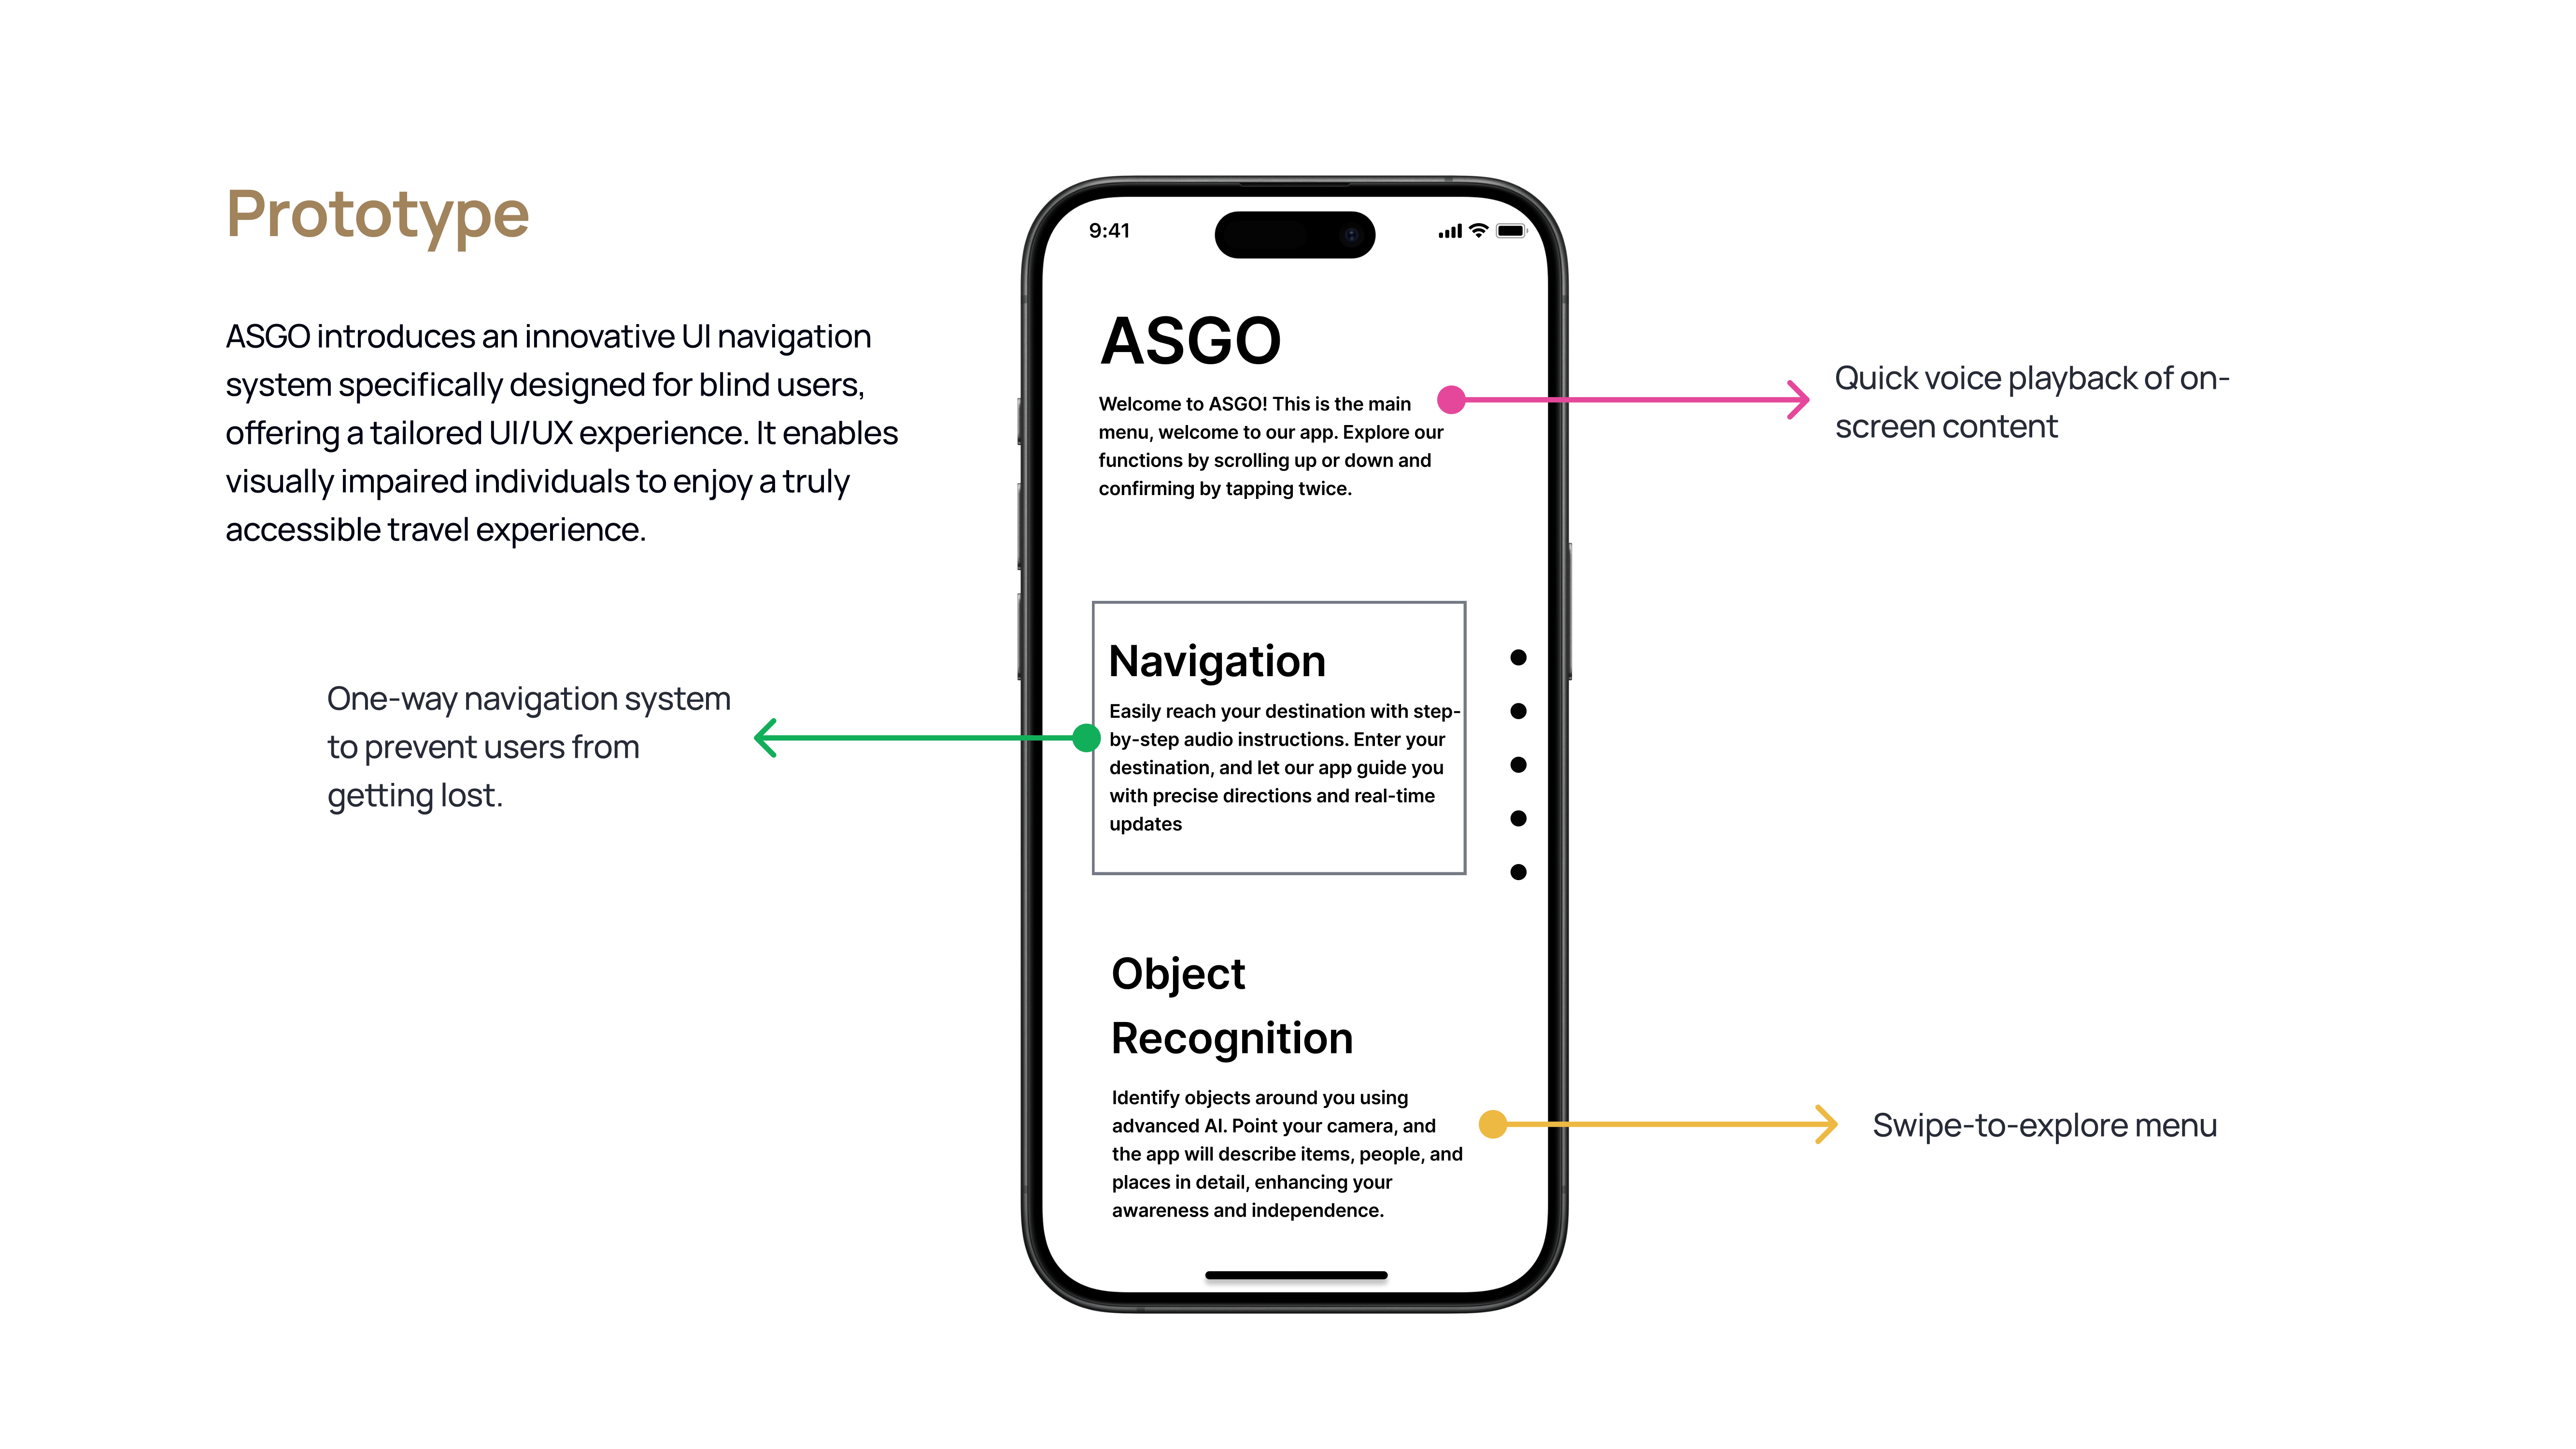 Prototype
ASGO introduces an innovative UI navigation
system specifically designed for blind users,
offering a tailored UI/UX experience. It enables
visually impaired individuals to enjoy a truly
accessible travel experience.
One-way navigation system
to prevent users from
getting lost.
9:41
ASGO
Welcome to ASGO! This is the main
menu, welcome to our app. Explore our
functions by scrolling up or down and
confirming by tapping twice.
Navigation
Easily reach your destination with step-
by-step audio instructions. Enter your
destination, and let our app guide you
with precise directions and real-time
updates
Object
Recognition
Identify objects around you using
advanced AI. Point your camera, and
the app will describe items, people, and
places in detail, enhancing your
awareness and independence.
Quick voice playback of on-
screen content
Swipe-to-explore menu